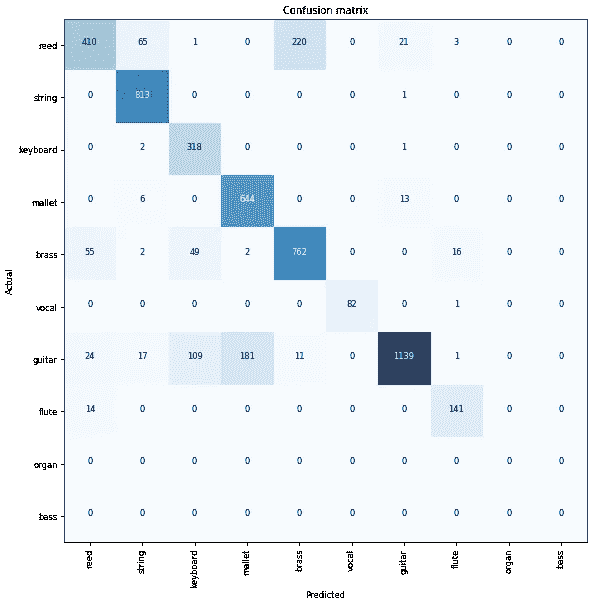 Confusion matrix
reed 410 65 1 0 220 0 21 3 0 0
string 0 813 0 0 0 0 1 0 0 0
keyboard 0 2 318 0 0 0 1 0 0 0
mallet 0 6 0 644 0 0 13 0 0 0
brass 55 2 49 2 762 0 0 16 0 0
vocal 0 0 0 0 0 82 0 1 0 0
guitar 24 17 109 181 11 0 1139 1 0 0
flute 14 0 0 0 0 0 0 141 0 0
organ 0 0 0 0 0 0 0 0 0 0
bass 0 0 0 0 0 0 0 0 0 0
Actual
reed string keyboard mallet brass vocal guitar flute organ bass
Predicted